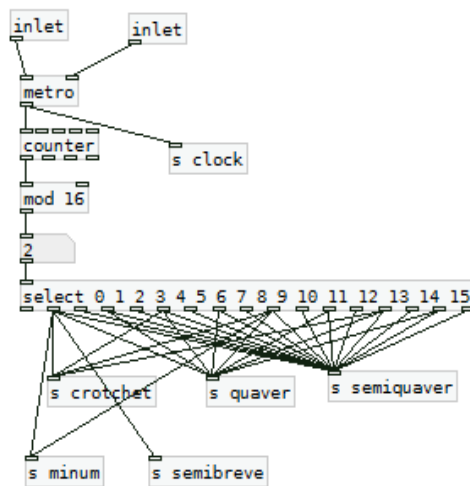 inlet
inlet
metro
counter
s clock
mod 16
2
select 0 1 2 3 4 5 6 7 8 9 10 11 12 13 14 15
s crotchet
s quaver
s semiquaver
s minum
s semibreve